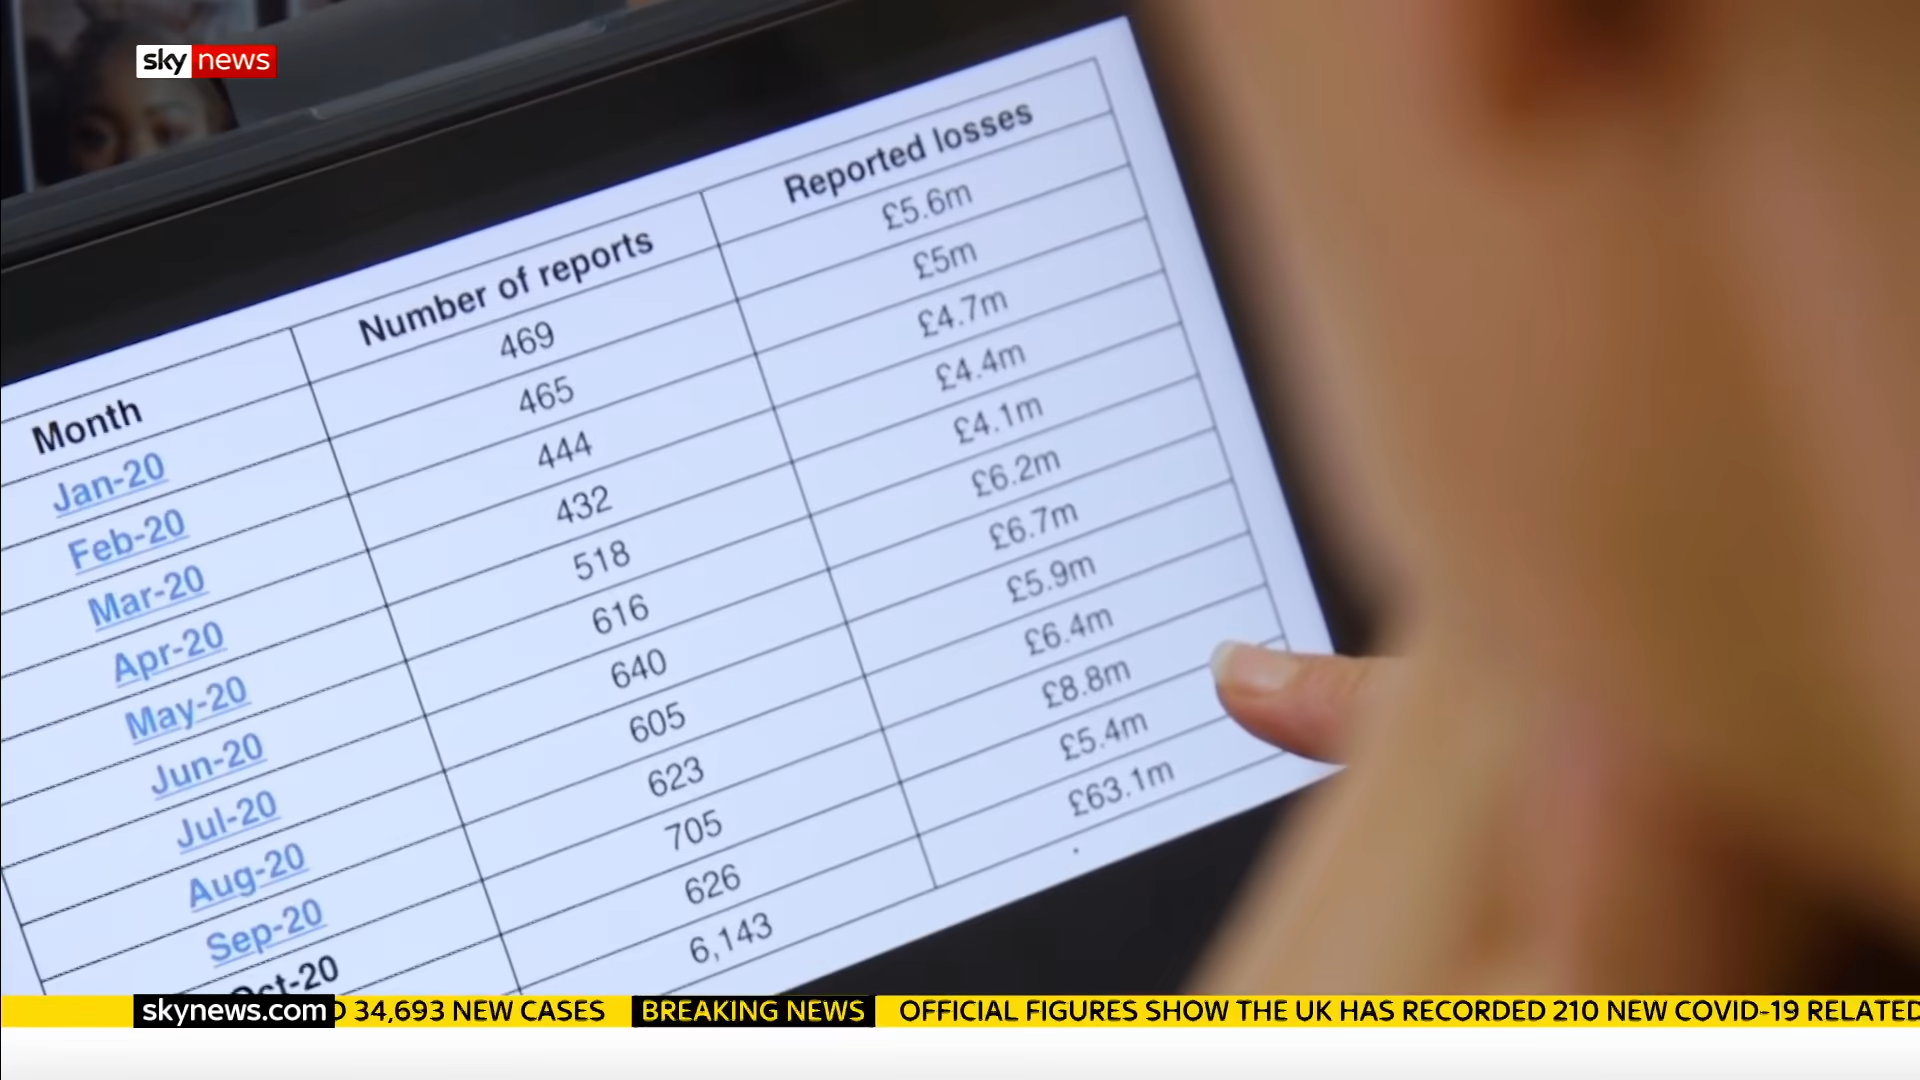 sky news
Month Number of reports Reported losses
Jan-20 469 £5.6m
Feb-20 465 £5m
Mar-20 444 £4.7m
Apr-20 432 £4.4m
May-20 518 £4.1m
Jun-20 616 £6.2m
Jul-20 640 £6.7m
Aug-20 605 £5.9m
Sep-20 623 £6.4m
Oct-20 705 £8.8m
626 £5.4m
6,143 £63.1m
skynews.com D 34,693 NEW CASES BREAKING NEWS OFFICIAL FIGURES SHOW THE UK HAS RECORDED 210 NEW COVID-19 RELATED